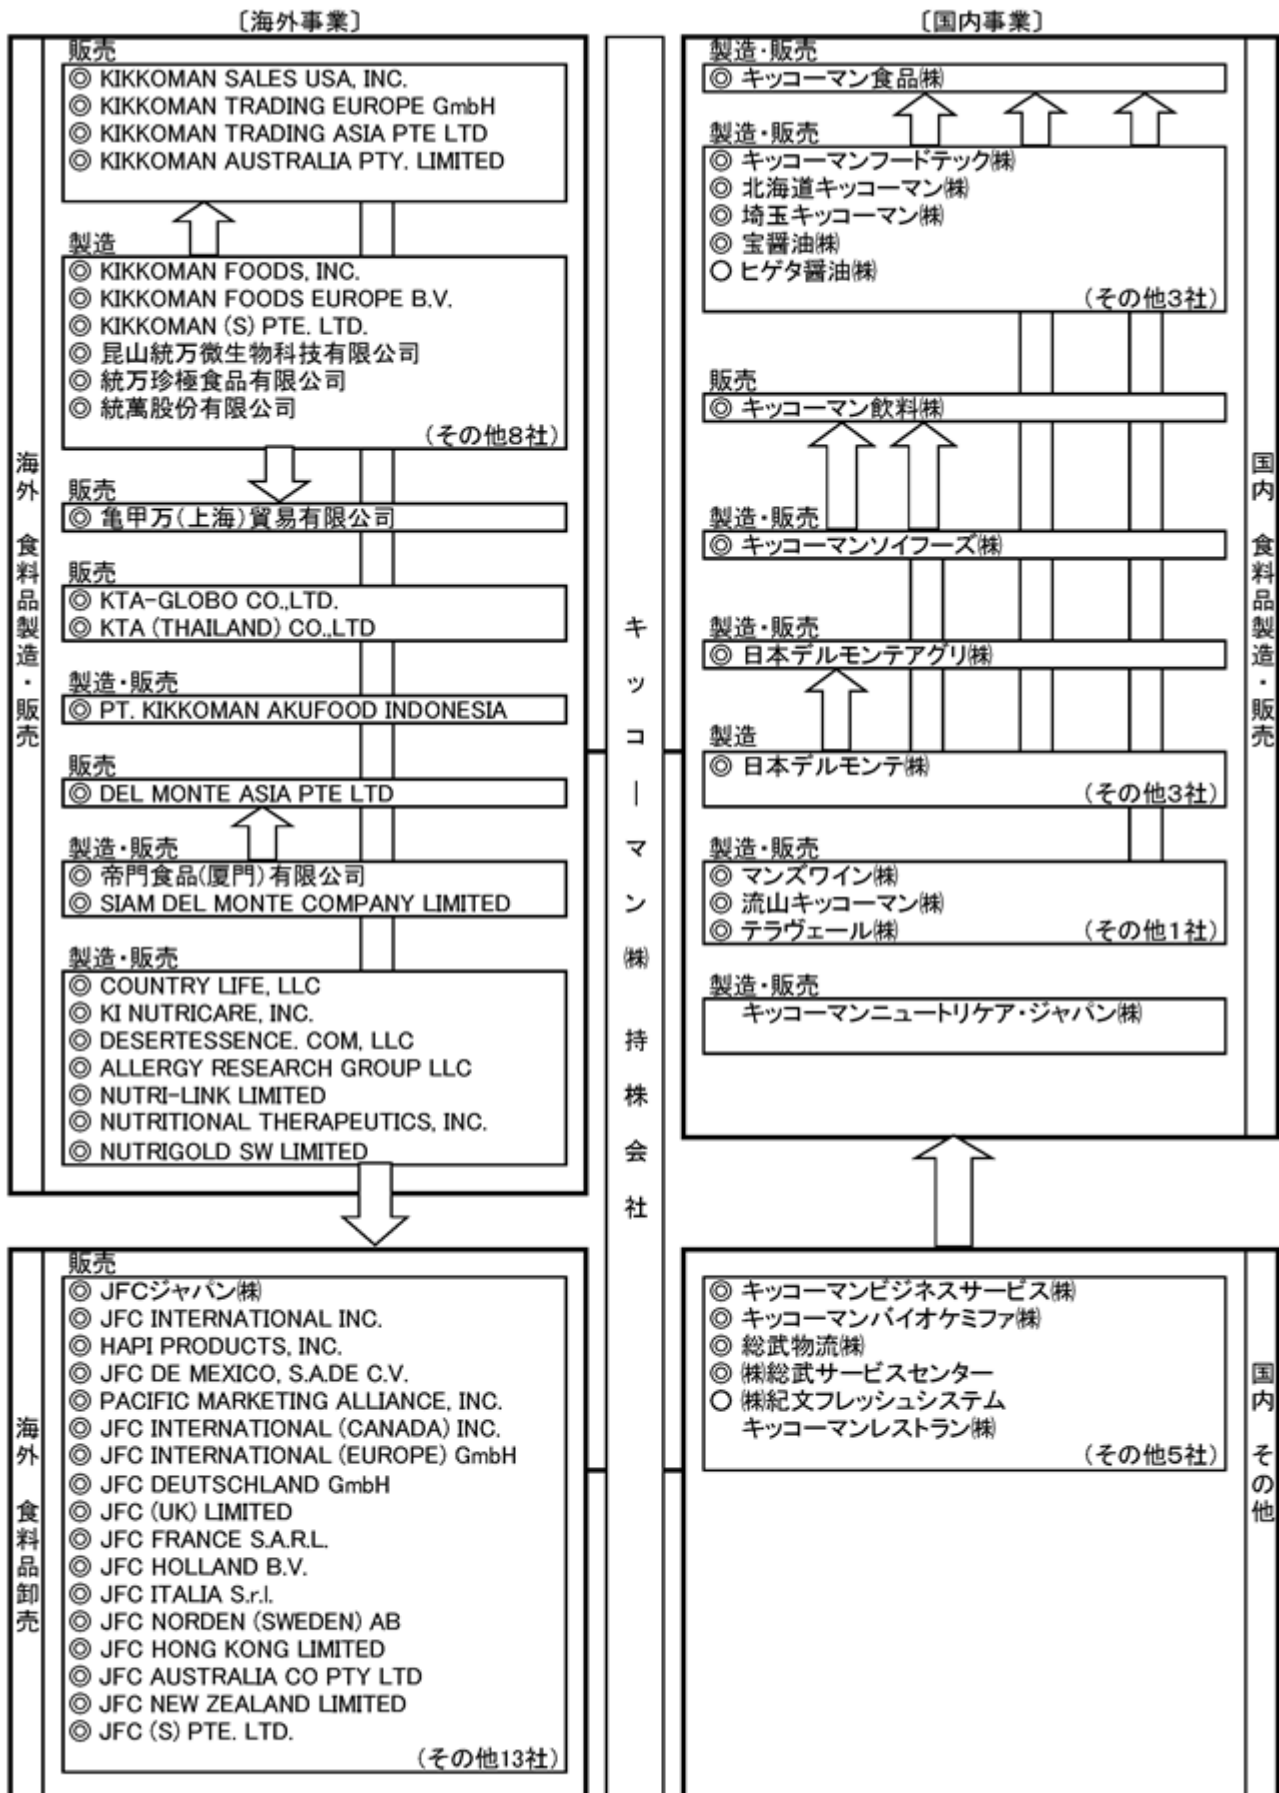 〔海外事業〕
海外 食料品製造・販売
販売
◎ KIKKOMAN SALES USA, INC.
◎ KIKKOMAN TRADING EUROPE GmbH
◎ KIKKOMAN TRADING ASIA PTE LTD
◎ KIKKOMAN AUSTRALIA PTY. LIMITED
製造
◎ KIKKOMAN FOODS, INC.
◎ KIKKOMAN FOODS EUROPE B.V.
◎ KIKKOMAN (S) PTE. LTD.
◎ 昆山統万微生物科技有限公司
◎ 統万珍極食品有限公司
◎ 統萬股份有限公司
(その他8社)
販売
◎ 亀甲万(上海)貿易有限公司
販売
◎ KTA-GLOBO CO.,LTD.
◎ KTA (THAILAND) CO.,LTD
製造・販売
◎ PT. KIKKOMAN AKUFOOD INDONESIA
販売
◎ DEL MONTE ASIA PTE LTD
製造・販売
◎ 帝門食品(厦門)有限公司
◎ SIAM DEL MONTE COMPANY LIMITED
製造・販売
◎ COUNTRY LIFE, LLC
◎ KI NUTRICARE, INC.
◎ DESERTESSENCE. COM, LLC
◎ ALLERGY RESEARCH GROUP LLC
◎ NUTRI-LINK LIMITED
◎ NUTRITIONAL THERAPEUTICS, INC.
◎ NUTRIGOLD SW LIMITED
海外 食料品卸売
販売
◎ JFCジャパン㈱
◎ JFC INTERNATIONAL INC.
◎ HAPI PRODUCTS, INC.
◎ JFC DE MEXICO, S.A.DE C.V.
◎ PACIFIC MARKETING ALLIANCE, INC.
◎ JFC INTERNATIONAL (CANADA) INC.
◎ JFC INTERNATIONAL (EUROPE) GmbH
◎ JFC DEUTSCHLAND GmbH
◎ JFC (UK) LIMITED
◎ JFC FRANCE S.A.R.L.
◎ JFC HOLLAND B.V.
◎ JFC ITALIA S.r.l.
◎ JFC NORDEN (SWEDEN) AB
◎ JFC HONG KONG LIMITED
◎ JFC AUSTRALIA CO PTY LTD
◎ JFC NEW ZEALAND LIMITED
◎ JFC (S) PTE. LTD.
(その他13社)
キッコーマン㈱ 持株会社
〔国内事業〕
国内 食料品製造・販売
製造・販売
◎ キッコーマン食品㈱
製造・販売
◎ キッコーマンフードテック㈱
◎ 北海道キッコーマン㈱
◎ 埼玉キッコーマン㈱
◎ 宝醤油㈱
○ ヒゲタ醤油㈱
(その他3社)
販売
◎ キッコーマン飲料㈱
製造・販売
◎ キッコーマンソイフーズ㈱
製造・販売
◎ 日本デルモンテアグリ㈱
製造
◎ 日本デルモンテ㈱
(その他3社)
製造・販売
◎ マンズワイン㈱
◎ 流山キッコーマン㈱
◎ テラヴェール㈱ (その他1社)
製造・販売
キッコーマンニュートリケア・ジャパン㈱
国内 その他
◎ キッコーマンビジネスサービス㈱
◎ キッコーマンバイオケミファ㈱
◎ 総武物流㈱
◎ ㈱総武サービスセンター
○ ㈱紀文フレッシュシステム
キッコーマンレストラン㈱
(その他5社)